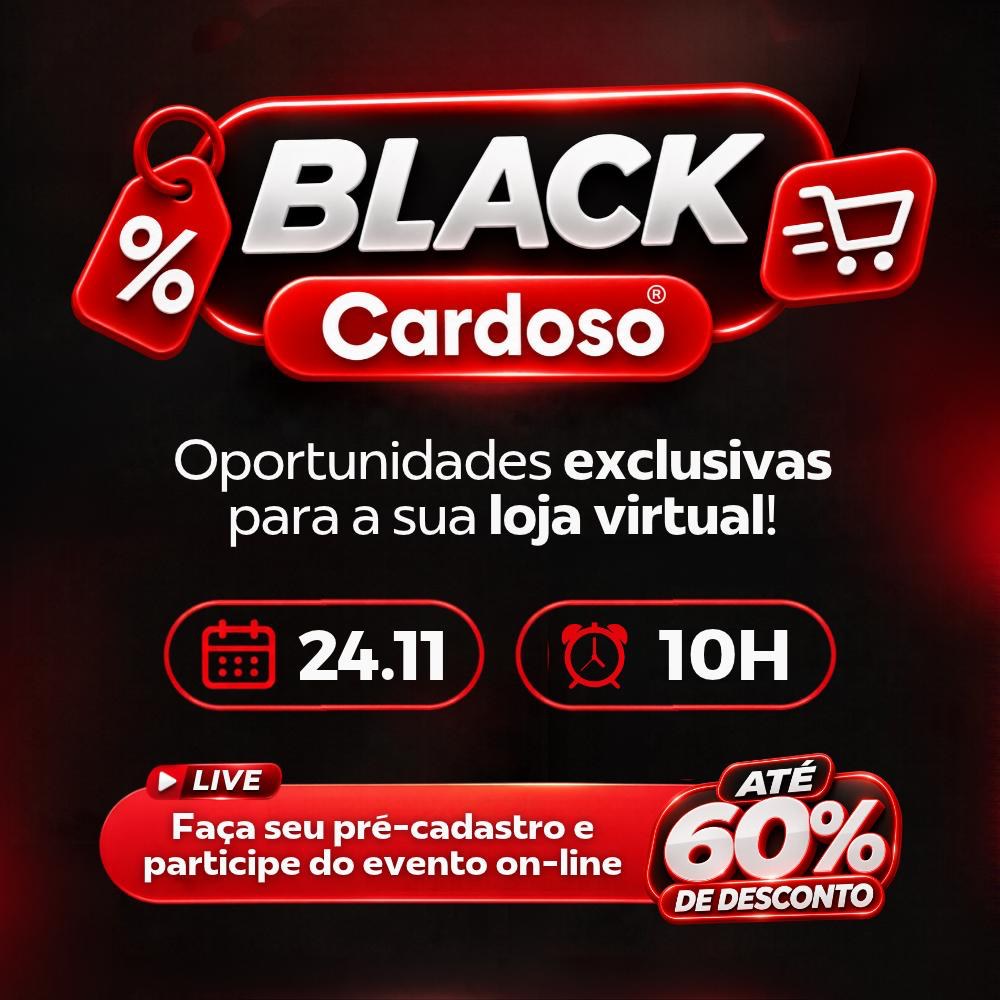 %
BLACK
Cardoso®
Oportunidades exclusivas
para a sua loja virtual!
24.11
10H
LIVE
Faça seu pré-cadastro e
participe do evento on-line
ATÉ
60%
DE DESCONTO